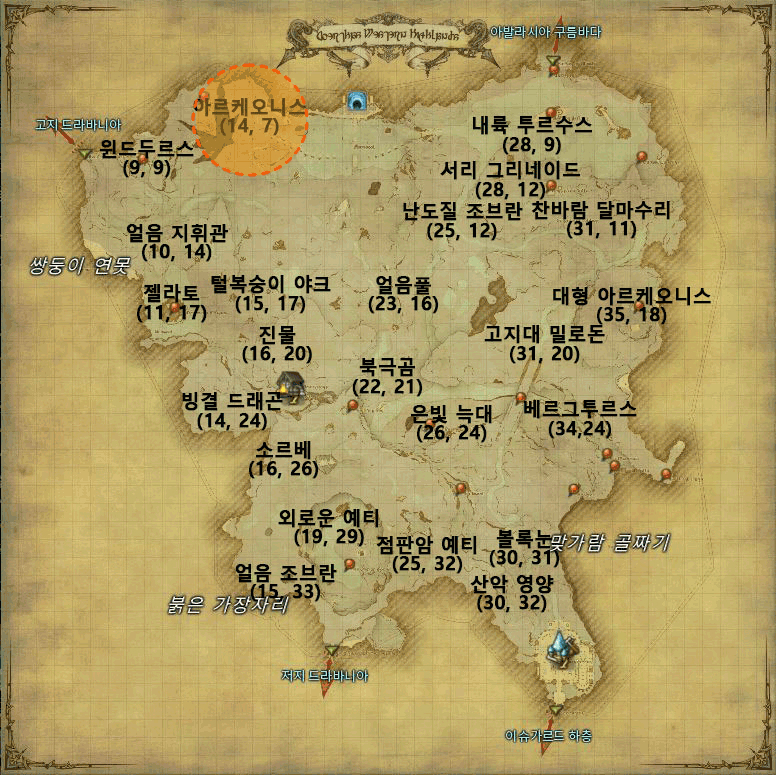 아발라시아 구름바다
아르케오니스
(14, 7)
고지 드라바니아
내륙 투르수스
(28, 9)
윈드두르스
(9, 9)
서리 그리네이드
(28, 12)
난도질 조브란
(25, 12)
찬바람 달마수리
(31, 11)
얼음 지휘관
(10, 14)
쌍둥이 연못
젤라토
(11, 17)
털복숭이 야크
(15, 17)
얼음풀
(23, 16)
대형 아르케오니스
(35, 18)
진물
(16, 20)
고지대 밀로돈
(31, 20)
북극곰
(22, 21)
빙결 드래곤
(14, 24)
은빛 늑대
(26, 24)
베르그투르스
(34,24)
소르베
(16, 26)
외로운 예티
(19, 29)
점판암 예티
(25, 32)
볼록눈
(30, 31)
맞가람 골짜기
얼음 조브란
(15, 33)
산악 영양
(30, 32)
붉은 가장자리
저지 드라바니아
이슈가르드 하층